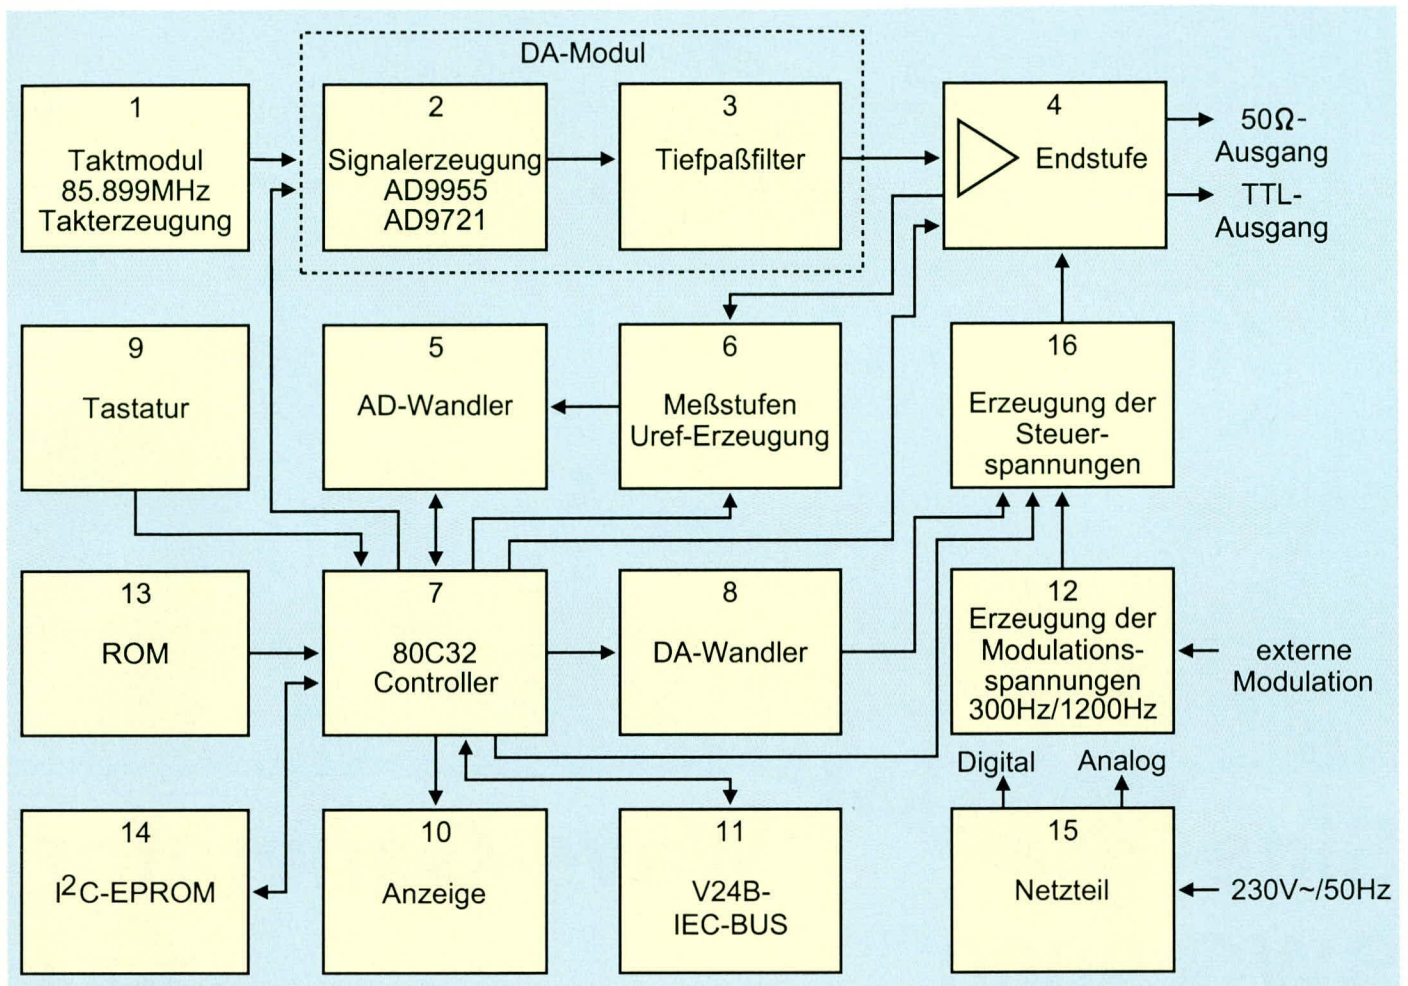 DA-Modul
1
Taktmodul
85.899MHz
Takterzeugung
2
Signalerzeugung
AD9955
AD9721
3
Tiefpaßfilter
4
Endstufe
50Ω-
Ausgang
TTL-
Ausgang
9
Tastatur
5
AD-Wandler
6
Meßstufen
Uref-Erzeugung
16
Erzeugung der
Steuer-
spannungen
13
ROM
7
80C32
Controller
8
DA-Wandler
12
Erzeugung der
Modulations-
spannungen
300Hz/1200Hz
externe
Modulation
Digital
Analog
14
I²C-EPROM
10
Anzeige
11
V24B-
IEC-BUS
15
Netzteil
230V~/50Hz